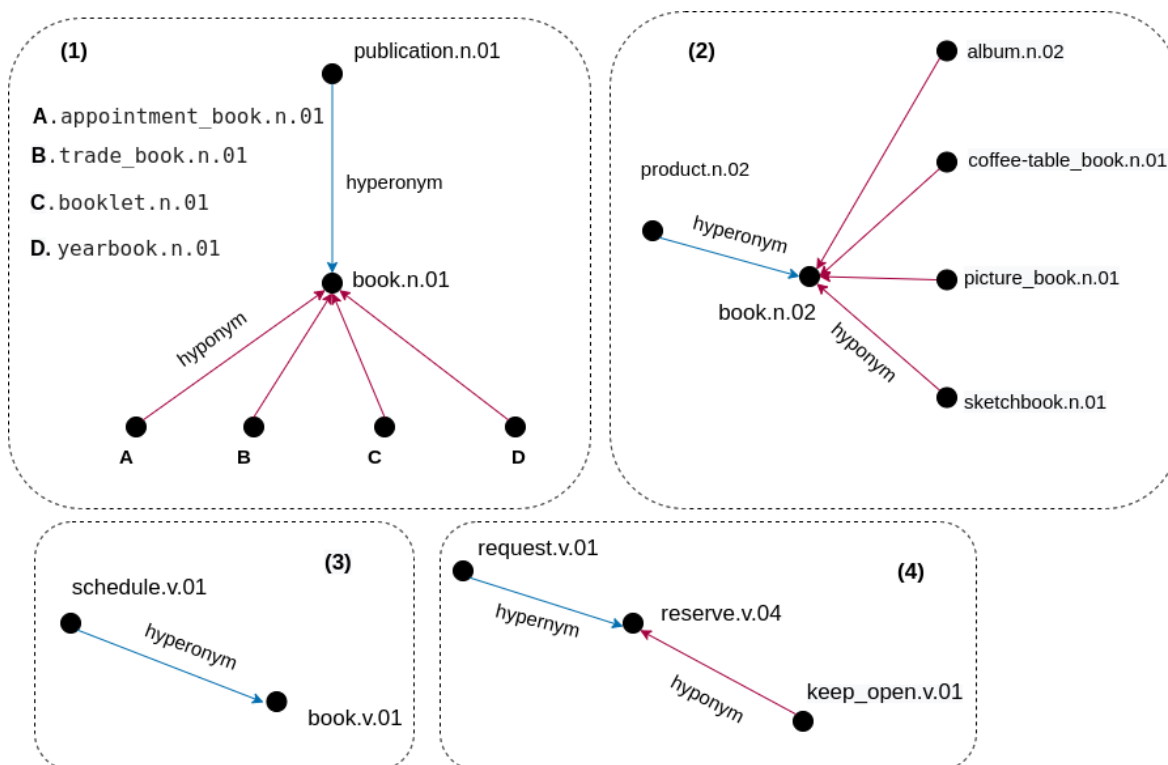 (1)
publication.n.01
A.appointment_book.n.01
B.trade_book.n.01
C.booklet.n.01
D. yearbook.n.01
hyperonym
book.n.01
hyponym
A
B
C
D
(2)
album.n.02
coffee-table_book.n.01
product.n.02
hyperonym
picture_book.n.01
book.n.02
hyponym
sketchbook.n.01
(3)
schedule.v.01
hyperonym
book.v.01
request.v.01
(4)
hypernym
reserve.v.04
hyponym
keep_open.v.01